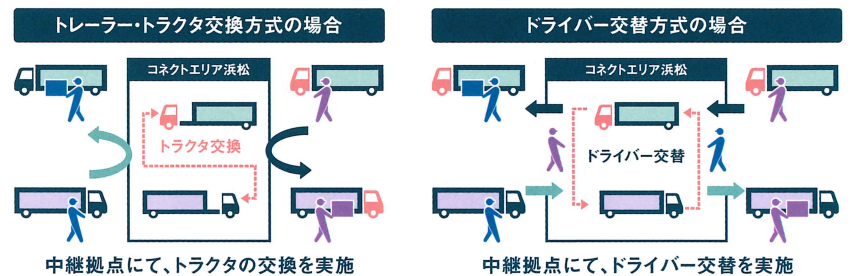 トレーラー・トラクタ交換方式の場合
コネクトエリア浜松
トラクタ交換
中継拠点にて、トラクタの交換を実施
ドライバー交替方式の場合
コネクトエリア浜松
ドライバー交替
中継拠点にて、ドライバー交替を実施